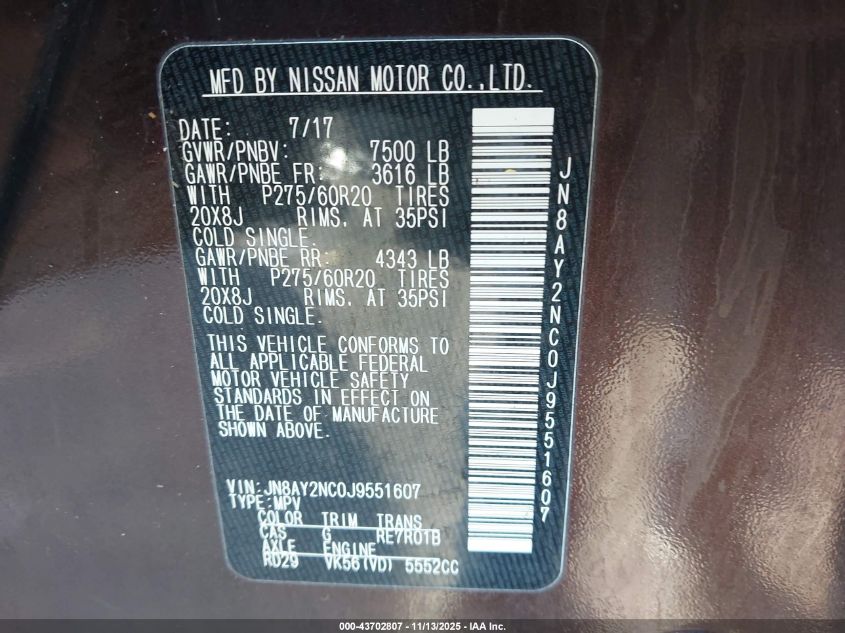 MFD BY NISSAN MOTOR CO.,LTD.
DATE: 7/17
GVWR/PNBV: 7500 LB
GAWR/PNBE FR: 3616 LB
WITH P275/60R20 TIRES
20X8J RIMS. AT 35PSI
COLD SINGLE.
GAWR/PNBE RR: 4343 LB
WITH P275/60R20 TIRES
20X8J RIMS. AT 35PSI
COLD SINGLE.
THIS VEHICLE CONFORMS TO
ALL APPLICABLE FEDERAL
MOTOR VEHICLE SAFETY
STANDARDS IN EFFECT ON
THE DATE OF MANUFACTURE
SHOWN ABOVE.
VIN:JN8AY2NC0J9551607
TYPE:MPV
COLOR TRIM TRANS
CAS G RE7R01B
AXLE ENGINE
RD29 VK56(VD) 5552CC
JN8AY2NC0J9551607
000-43702807 - 11/13/2025 - IAA Inc.